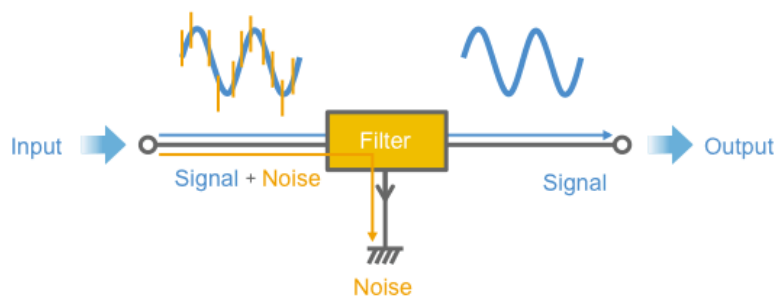 Filter
Input
Output
Signal + Noise
Signal
Noise